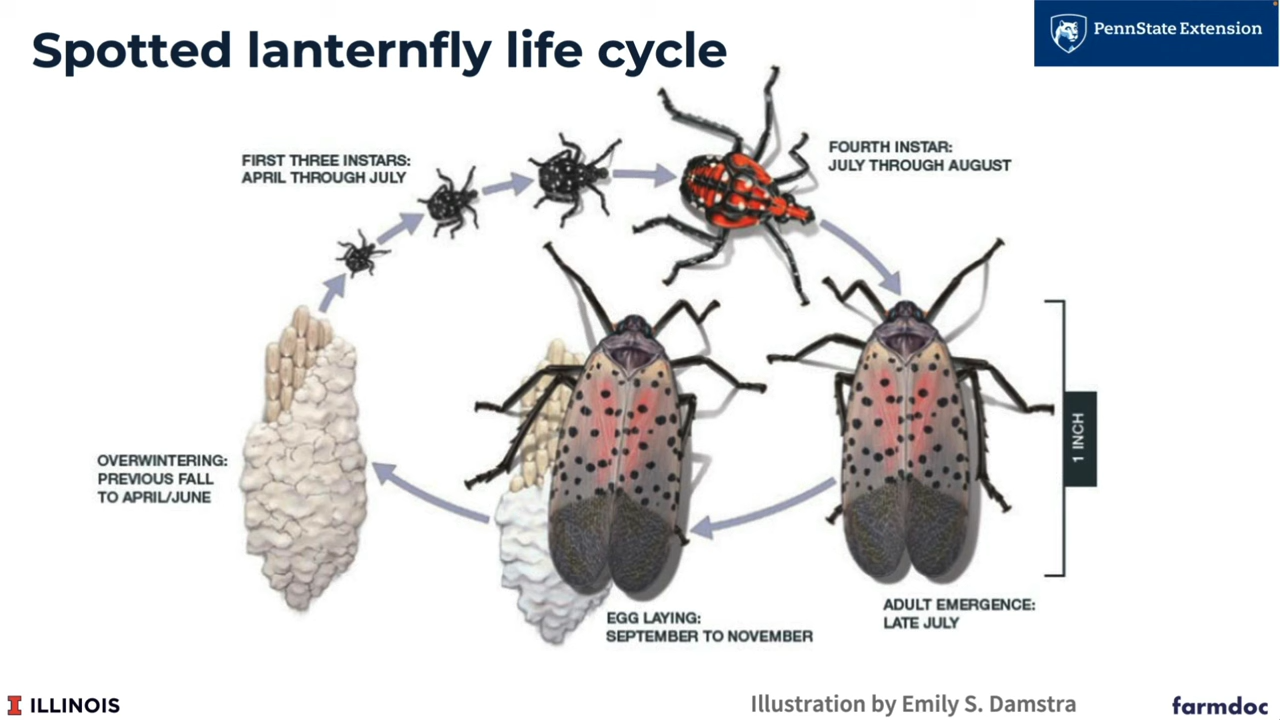 Spotted lanternfly life cycle
PennState Extension
FIRST THREE INSTARS:
APRIL THROUGH JULY
FOURTH INSTAR:
JULY THROUGH AUGUST
OVERWINTERING:
PREVIOUS FALL
TO APRIL/JUNE
1 INCH
EGG LAYING:
SEPTEMBER TO NOVEMBER
ADULT EMERGENCE:
LATE JULY
I ILLINOIS
Illustration by Emily S. Damstra
farmdoc